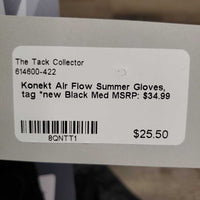 The Tack Collector
614600-422
Konekt Air Flow Summer Gloves,
tag *new Black Med MSRP: $34.99
8QNTT1
$25.50